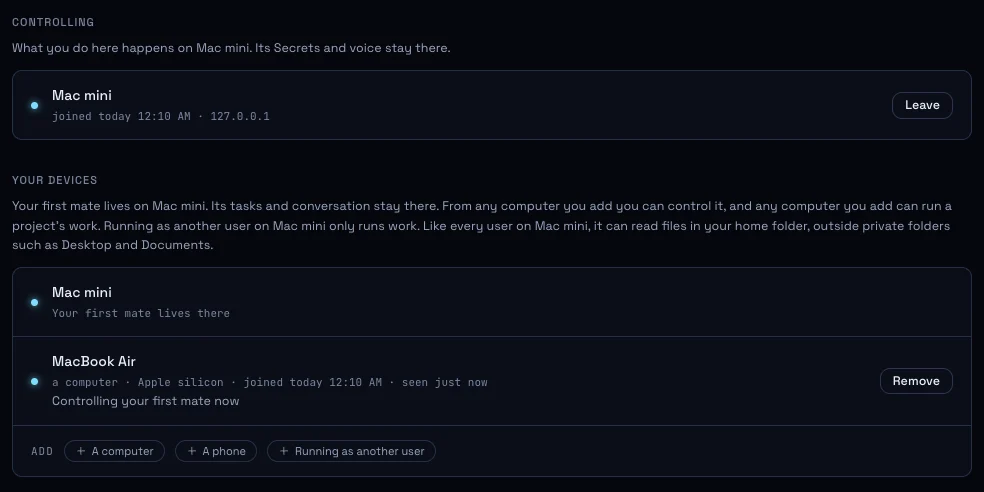 CONTROLLING
What you do here happens on Mac mini. Its Secrets and voice stay there.
Mac mini
joined today 12:10 AM · 127.0.0.1
Leave
YOUR DEVICES
Your first mate lives on Mac mini. Its tasks and conversation stay there. From any computer you add you can control it, and any computer you add can run a
project's work. Running as another user on Mac mini only runs work. Like every user on Mac mini, it can read files in your home folder, outside private folders
such as Desktop and Documents.
Mac mini
Your first mate lives there
MacBook Air
a computer · Apple silicon · joined today 12:10 AM · seen just now
Controlling your first mate now
Remove
ADD + A computer + A phone + Running as another user